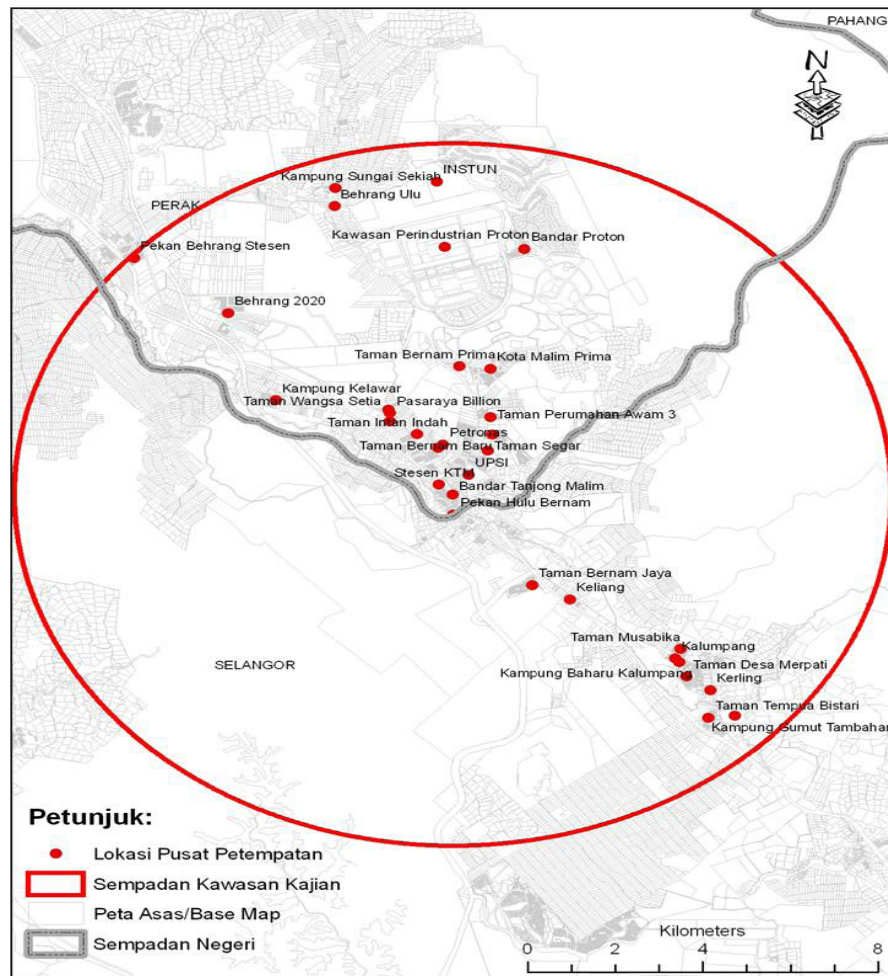 PAHANG
N
Kampung Sungai Sekiah
INSTUN
Behrang Ulu
PERAK
Kawasan Perindustrian Proton
Bandar Proton
Pekan Behrang Stesen
Behrang 2020
Taman Bernam Prima
Kota Malim Prima
Kampung Kelawar
Taman Wangsa Setia
Pasaraya Billion
Taman Perumahan Awam 3
Taman Intan Indah
Petronas
Taman Bernam Baru
Taman Segar
UPSI
Stesen KTM
Bandar Tanjong Malim
Pekan Hulu Bernam
Taman Bernam Jaya
Keliang
Taman Musabika
Kalumpang
SELANGOR
Kampung Baharu Kalumpang
Taman Desa Merpati
Kerling
Taman Tempua Bistari
Kampung Gumut Tambahan
Petunjuk:
Lokasi Pusat Petempatan
Sempadan Kawasan Kajian
Peta Asas/Base Map
Sempadan Negeri
Kilometers
0 2 4 8